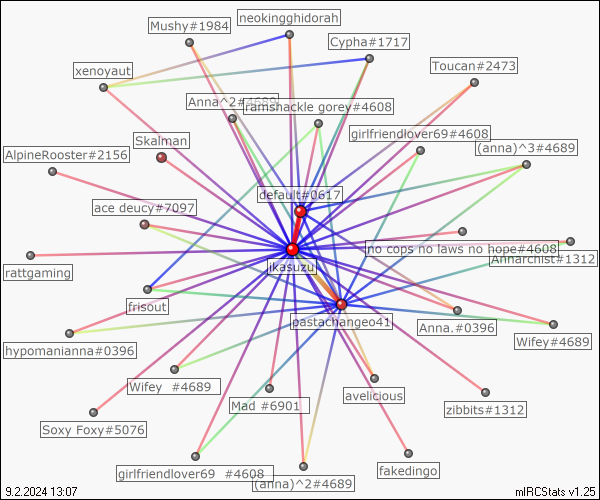 neokingghidorah
Mushy#1984
Cypha#1717
Toucan#2473
xenoyaut
Anna^2#4689
ramshackle gorey#4608
girlfriendlover69#4608
Skalman
(anna)^3#4689
AlpineRooster#2156
default#0617
ace deucy#7097
no cops no laws no hope#4608
Annarchist#1312
rattgaming
ikasuzu
frisout
pastachangeo41
Anna.#0396
Wifey#4689
hypomanianna#0396
Wifey #4689
Mad #6901
avelicious
zibbits#1312
Soxy Foxy#5076
girlfriendlover69 #4608
(anna)^2#4689
fakedingo
9.2.2024 13:07
mIRCStats v1.25